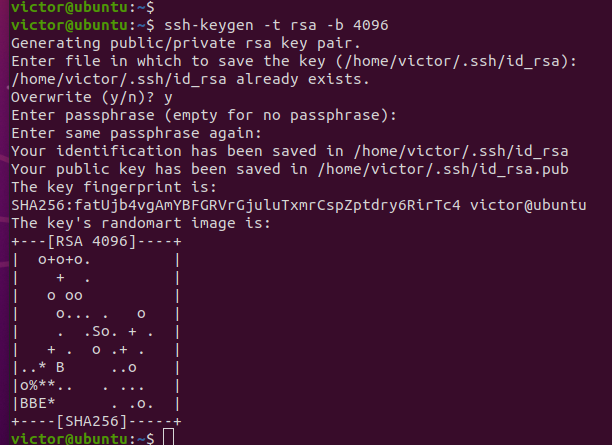 victor@ubuntu:~$
victor@ubuntu:~$ ssh-keygen -t rsa -b 4096
Generating public/private rsa key pair.
Enter file in which to save the key (/home/victor/.ssh/id_rsa):
/home/victor/.ssh/id_rsa already exists.
Overwrite (y/n)? y
Enter passphrase (empty for no passphrase):
Enter same passphrase again:
Your identification has been saved in /home/victor/.ssh/id_rsa
Your public key has been saved in /home/victor/.ssh/id_rsa.pub
The key fingerprint is:
SHA256:fatUjb4vgAmYBFGRVrGjuluTxmrCspZptdry6RirTc4 victor@ubuntu
The key's randomart image is:
+---[RSA 4096]----+
|  o+o+o.         |
|    +  .         |
|   o oo          |
|    o... .   o   |
|    .  .So. + .  |
|   + .  o .+ .   |
|..* B     ..o    |
|o%**..   . ...   |
|BBE*      . .o.  |
+----[SHA256]-----+
victor@ubuntu:~$